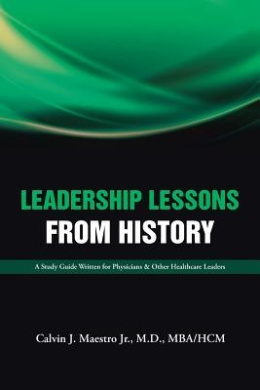 LEADERSHIP LESSONS
FROM HISTORY
A Study Guide Written for Physicians & Other Healthcare Leaders
Calvin J. Maestro Jr., M.D., MBA/HCM